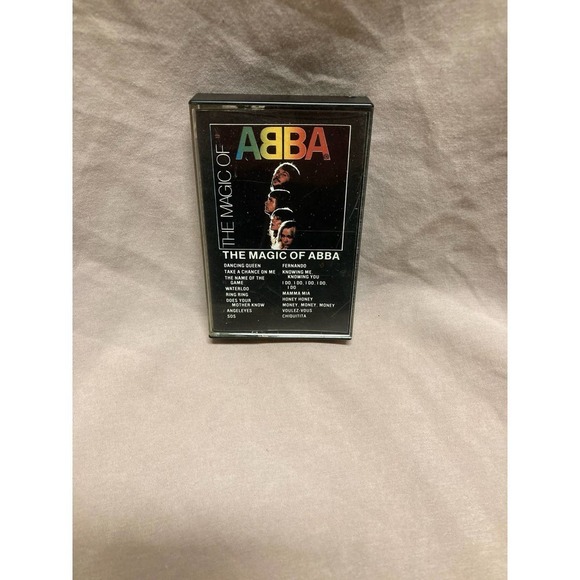 THE MAGIC OF
ABBA
THE MAGIC OF ABBA
DANCING QUEEN
TAKE A CHANCE ON ME
THE NAME OF THE
GAME
WATERLOO
RING RING
DOES YOUR
MOTHER KNOW
ANGELEYES
SOS
FERNANDO
KNOWING ME,
KNOWING YOU
I DO, I DO, I DO, I DO,
I DO
MAMMA MIA
HONEY HONEY
MONEY, MONEY, MONEY
VOULEZ-VOUS
CHIQUITITA